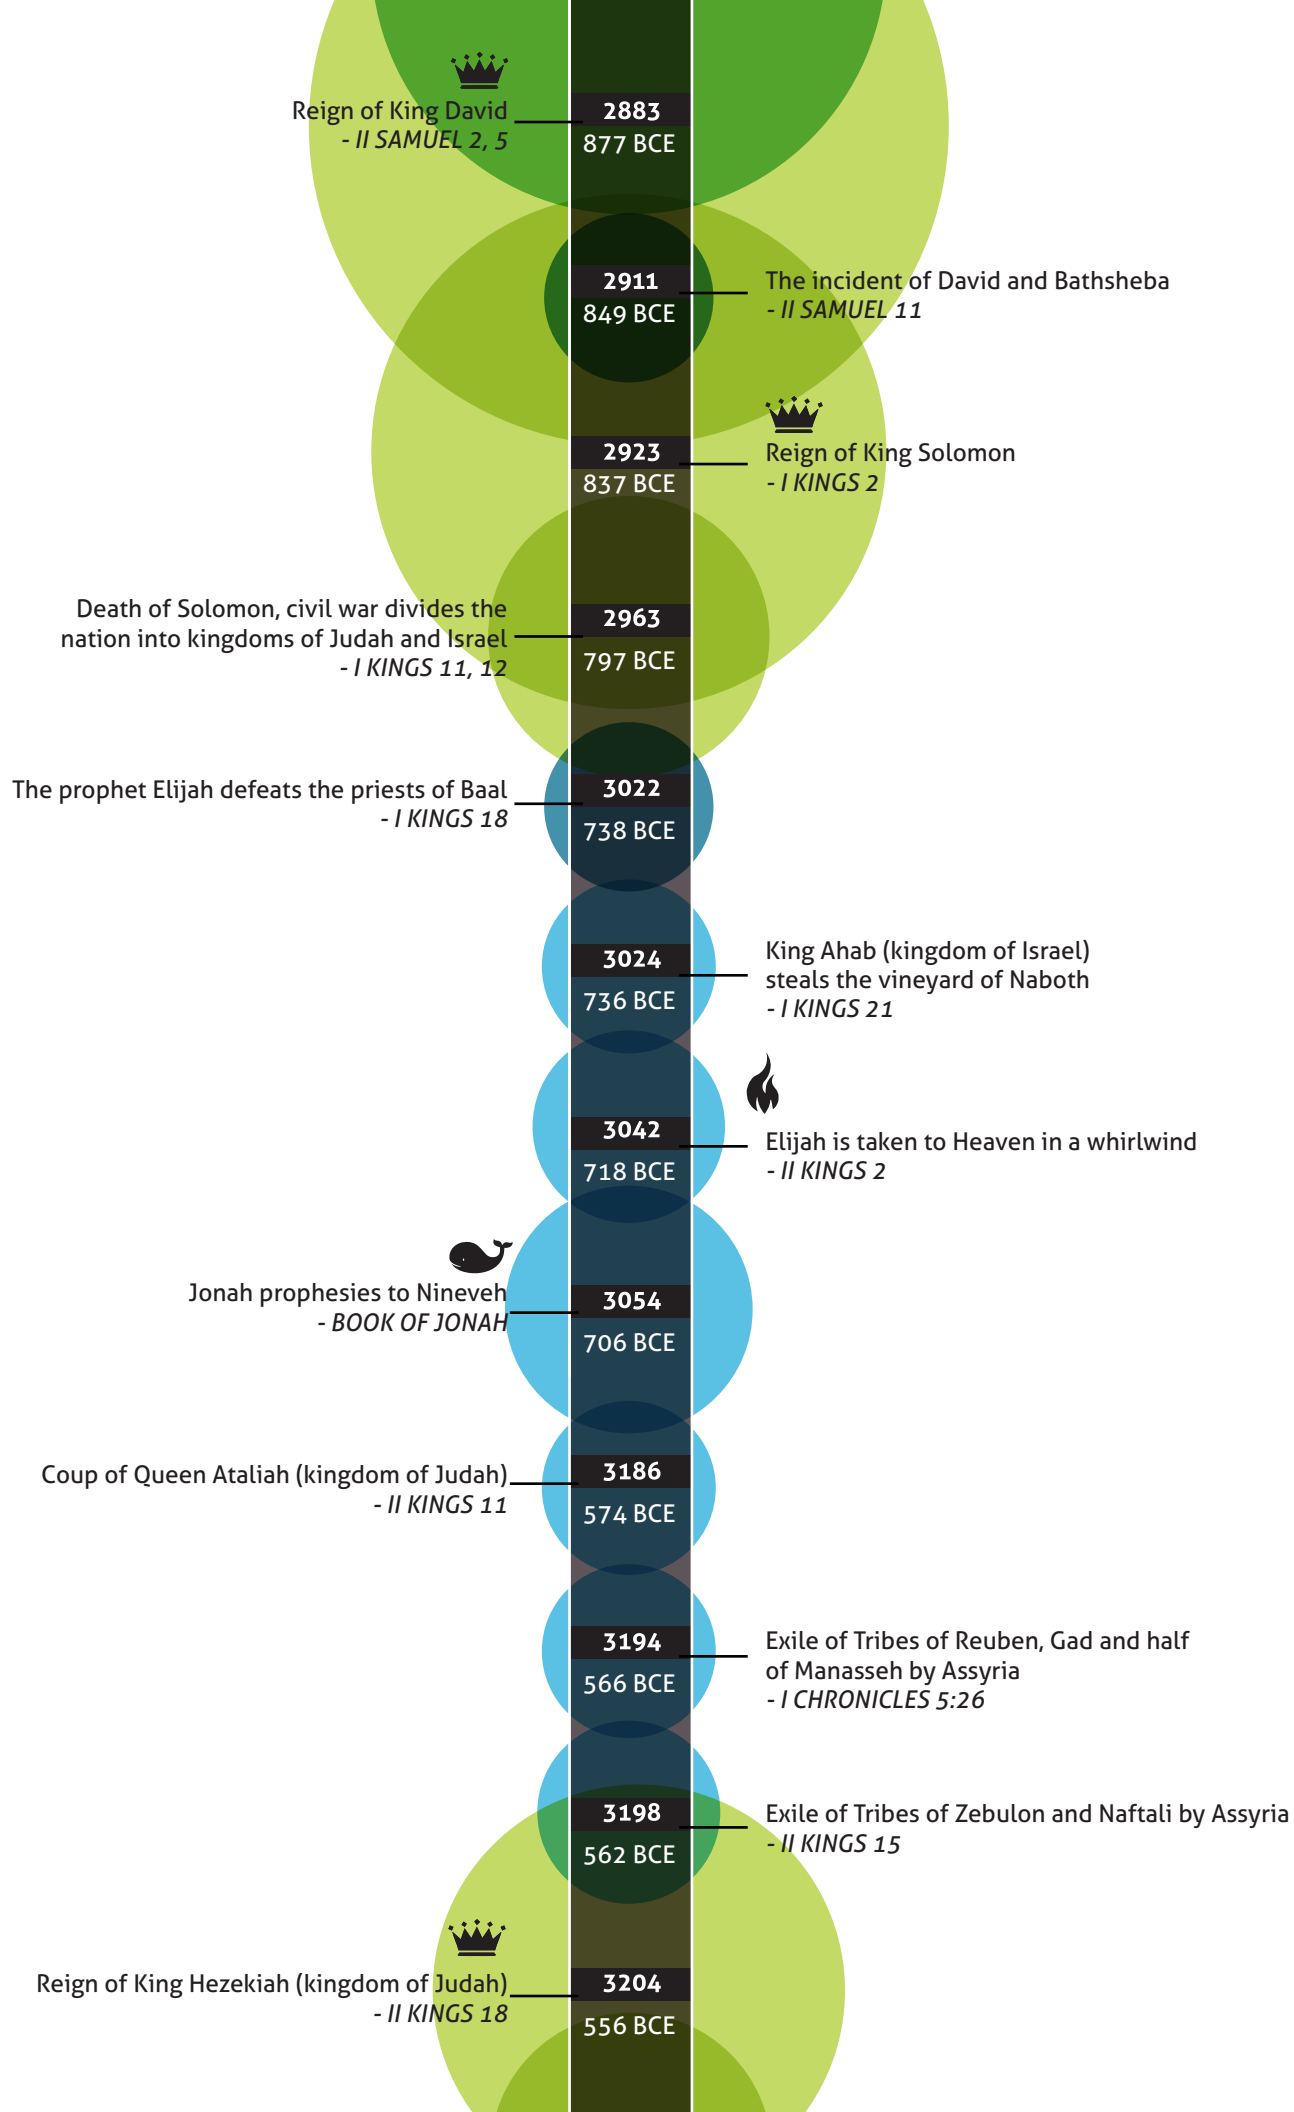 Reign of King David
- II SAMUEL 2, 5
2883
877 BCE
2911
849 BCE
The incident of David and Bathsheba
- II SAMUEL 11
2923
837 BCE
Reign of King Solomon
- I KINGS 2
Death of Solomon, civil war divides the
nation into kingdoms of Judah and Israel
- I KINGS 11, 12
2963
797 BCE
The prophet Elijah defeats the priests of Baal
- I KINGS 18
3022
738 BCE
3024
736 BCE
King Ahab (kingdom of Israel)
steals the vineyard of Naboth
- I KINGS 21
3042
718 BCE
Elijah is taken to Heaven in a whirlwind
- II KINGS 2
Jonah prophesies to Nineveh
- BOOK OF JONAH
3054
706 BCE
Coup of Queen Ataliah (kingdom of Judah)
- II KINGS 11
3186
574 BCE
3194
566 BCE
Exile of Tribes of Reuben, Gad and half
of Manasseh by Assyria
- I CHRONICLES 5:26
3198
562 BCE
Exile of Tribes of Zebulon and Naftali by Assyria
- II KINGS 15
Reign of King Hezekiah (kingdom of Judah)
- II KINGS 18
3204
556 BCE